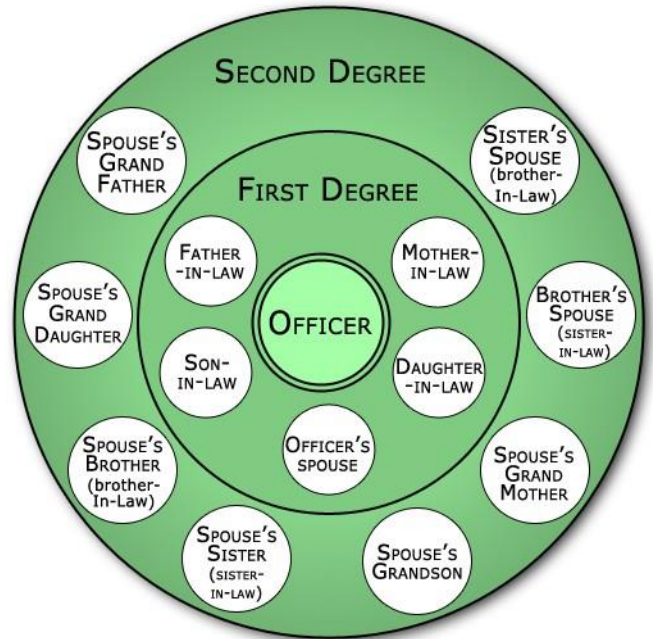 SECOND DEGREE
SPOUSE'S
GRAND
FATHER
SISTER'S
SPOUSE
(brother-
In-Law)
FIRST DEGREE
FATHER
-IN-LAW
MOTHER-
IN-LAW
SPOUSE'S
GRAND
DAUGHTER
OFFICER
BROTHER'S
SPOUSE
(SISTER-
IN-LAW)
SON-
IN-LAW
DAUGHTER
-IN-LAW
SPOUSE'S
BROTHER
(brother-
In-Law)
OFFICER'S
SPOUSE
SPOUSE'S
GRAND
MOTHER
SPOUSE'S
SISTER
(SISTER-
IN-LAW)
SPOUSE'S
GRANDSON